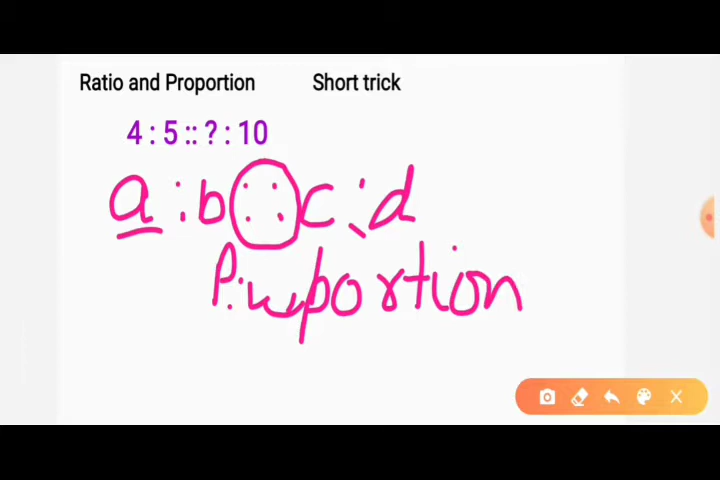 Ratio and Proportion Short trick
4 : 5 :: ? : 10
a : b :: c : d
Proportion